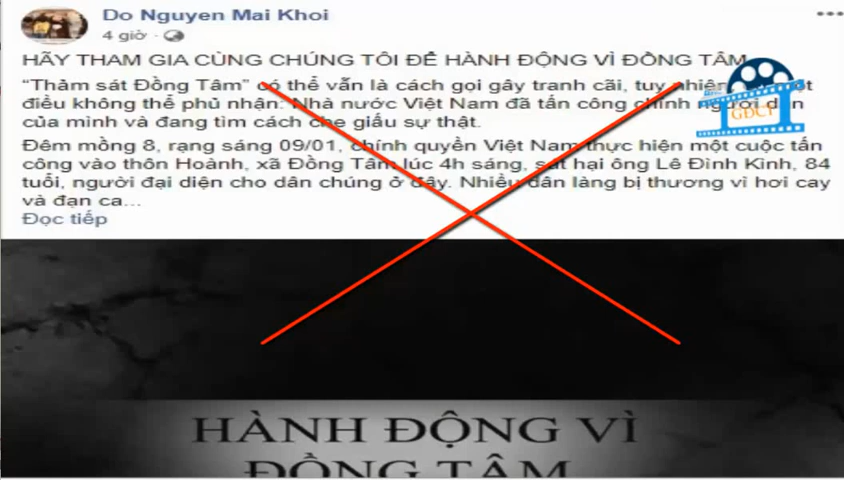 Do Nguyen Mai Khoi
4 giờ
HÃY THAM GIA CÙNG CHÚNG TÔI ĐỂ HÀNH ĐỘNG VÌ ĐỒNG TÂM
“Thảm sát Đồng Tâm” có thể vẫn là cách gọi gây tranh cãi, tuy nhiên
điều không thể phủ nhận: Nhà nước Việt Nam đã tấn công chính người dân
của mình và đang tìm cách che giấu sự thật.
Đêm mồng 8, rạng sáng 09/01, chính quyền Việt Nam thực hiện một cuộc tấn
công vào thôn Hoành, xã Đồng Tâm lúc 4h sáng, sát hại ông Lê Đình Kình, 84
tuổi, người đại diện cho dân chúng ở đây. Nhiều dân làng bị thương vì hơi cay
và đạn ca...
Đọc tiếp
GDCT
HÀNH ĐỘNG VÌ
ĐỒNG TÂM